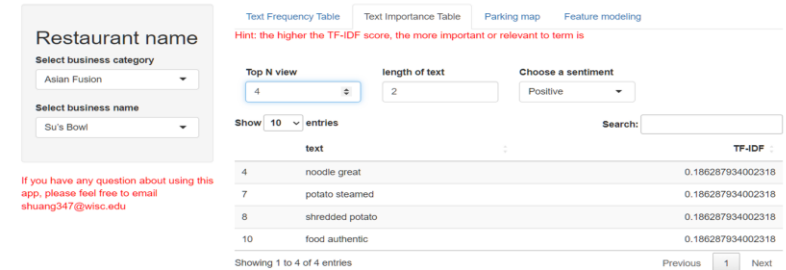 Restaurant name
Select business category
Asian Fusion
Select business name
Su's Bowl
If you have any question about using this
app, please feel free to email
shuang347@wisc.edu
Text Frequency Table Text Importance Table Parking map Feature modeling
Hint: the higher the TF-IDF score, the more important or relevant to term is
Top N view length of text Choose a sentiment
4 2 Positive
Show 10 entries Search:
text TF-IDF
4 noodle great 0.186287934002318
7 potato steamed 0.186287934002318
8 shredded potato 0.186287934002318
10 food authentic 0.186287934002318
Showing 1 to 4 of 4 entries Previous 1 Next